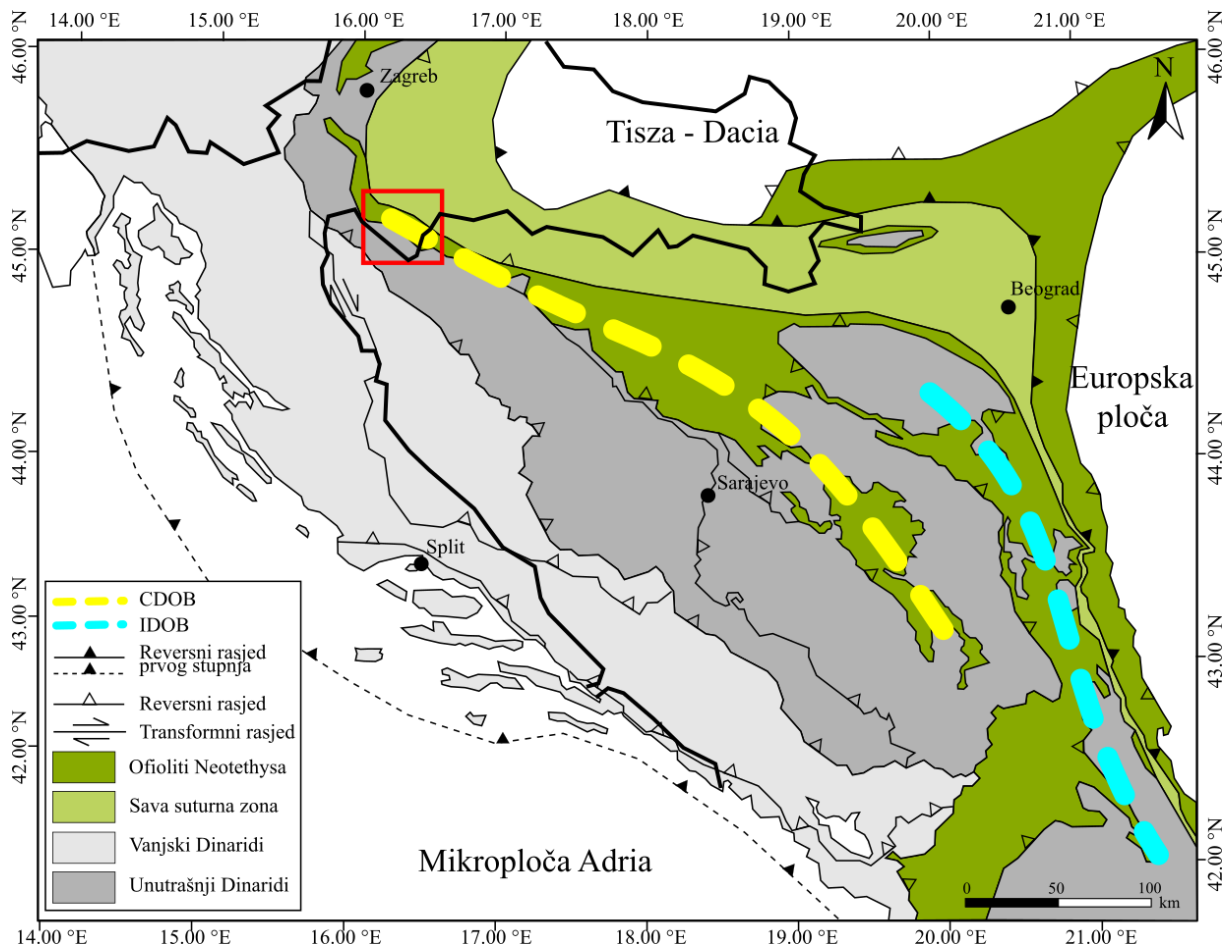 14.00 °E 15.00 °E 16.00 °E 17.00 °E 18.00 °E 19.00 °E 20.00 °E 21.00 °E
46.00 °N
46.00 °N
Zagreb
Tisza - Dacia
N
45.00 °N
45.00 °N
Beograd
Europska
ploča
44.00 °N
44.00 °N
Sarajevo
Split
43.00 °N
43.00 °N
42.00 °N
42.00 °N
CDOB
IDOB
Reversni rasjed
prvog stupnja
Reversni rasjed
Transformni rasjed
Ofioliti Neotethysa
Sava suturna zona
Vanjski Dinaridi
Unutrašnji Dinaridi
Mikroploča Adria
0 50 100
km
14.00 °E 15.00 °E 16.00 °E 17.00 °E 18.00 °E 19.00 °E 20.00 °E 21.00 °E